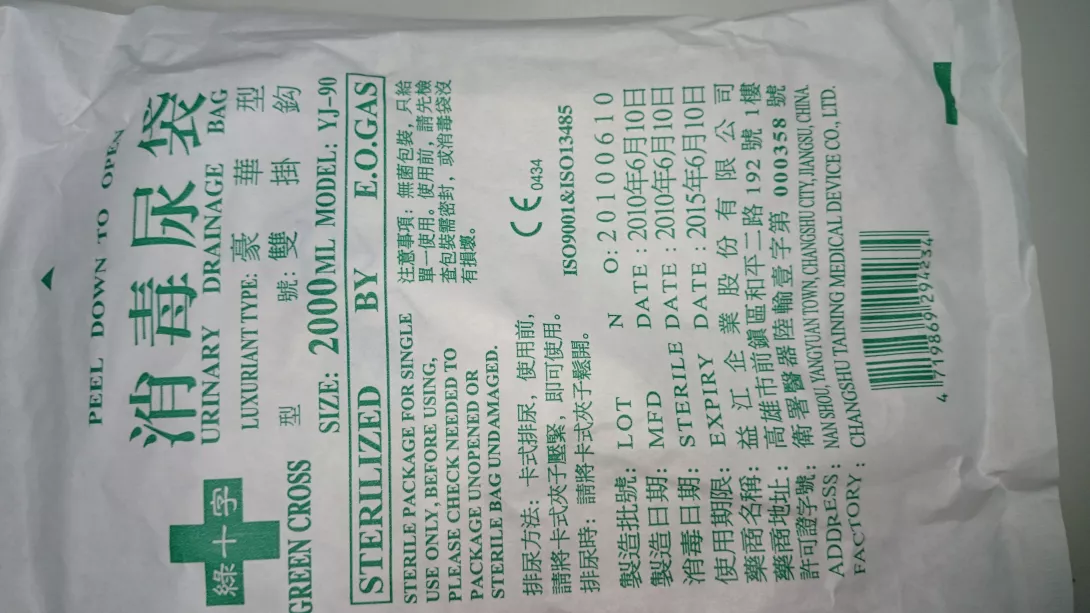 PEEL DOWN TO OPEN
綠十字
GREEN CROSS
消毒尿袋
URINARY DRAINAGE BAG
LUXURIANT TYPE: 豪華型
型號: 雙掛鈎
SIZE: 2000ML MODEL: YJ-90
STERILIZED BY E.O.GAS
STERILE PACKAGE FOR SINGLE
USE ONLY, BEFORE USING,
PLEASE CHECK NEEDED TO
PACKAGE UNOPENED OR
STERILE BAG UNDAMAGED.
注意事項: 無菌包裝, 只給
單一使用。使用前, 請先檢
查包裝需密封, 或消毒袋沒
有損壞。
排尿方法: 卡式排尿, 使用前,
請將卡式夾子壓緊, 即可使用。
排尿時: 請將卡式夾子鬆開。
CE 0434
ISO9001&ISO13485
製造批號: LOT NO: 20100610
製造日期: MFD DATE: 2010年6月10日
消毒日期: STERILE DATE: 2010年6月10日
使用期限: EXPIRY DATE: 2015年6月10日
藥商名稱: 益江企業股份有限公司
藥商地址: 高雄市前鎮區和平二路192號1樓
許可證字號: 衛署醫器陸輸壹字第000358號
ADDRESS: NAN SHOU, YANGYUAN TOWN, CHANGSHU CITY, JIANGSU, CHINA
FACTORY: CHANGSHU TAINING MEDICAL DEVICE CO., LTD.
4719869294234